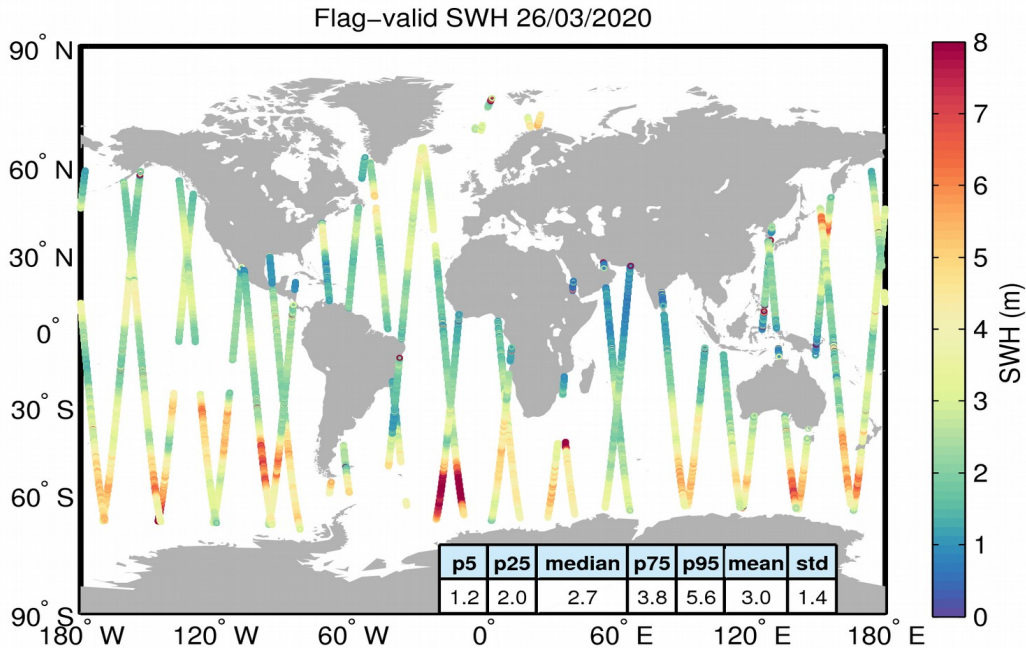 Flag−valid SWH 26/03/2020
90° N
60° N
30° N
0°
30° S
60° S
90° S
180° W
120° W
60° W
0°
60° E
120° E
180° E
8
7
6
5
4
3
2
1
0
SWH (m)
p5 p25 median p75 p95 mean std
1.2 2.0 2.7 3.8 5.6 3.0 1.4